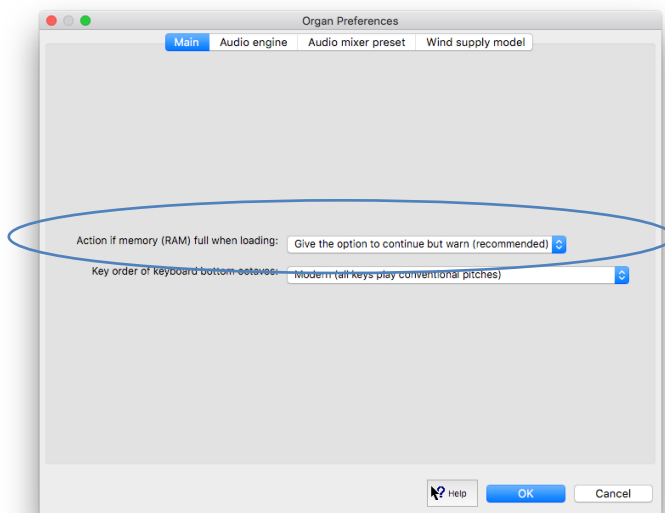 Organ Preferences
Main Audio engine Audio mixer preset Wind supply model
Action if memory (RAM) full when loading: Give the option to continue but warn (recommended)
Key order of keyboard bottom octaves: Modern (all keys play conventional pitches)
? Help OK Cancel